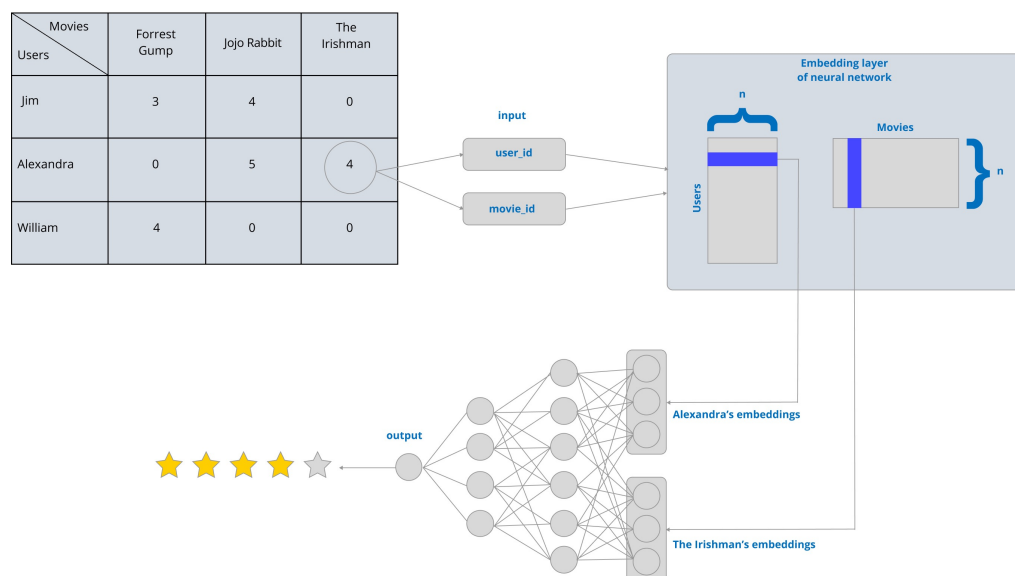 Movies
Users
Forrest
Gump
Jojo Rabbit
The
Irishman
Jim
3
4
0
Alexandra
0
5
4
William
4
0
0
input
user_id
movie_id
Embedding layer
of neural network
n
Users
Movies
n
Alexandra’s embeddings
The Irishman’s embeddings
output